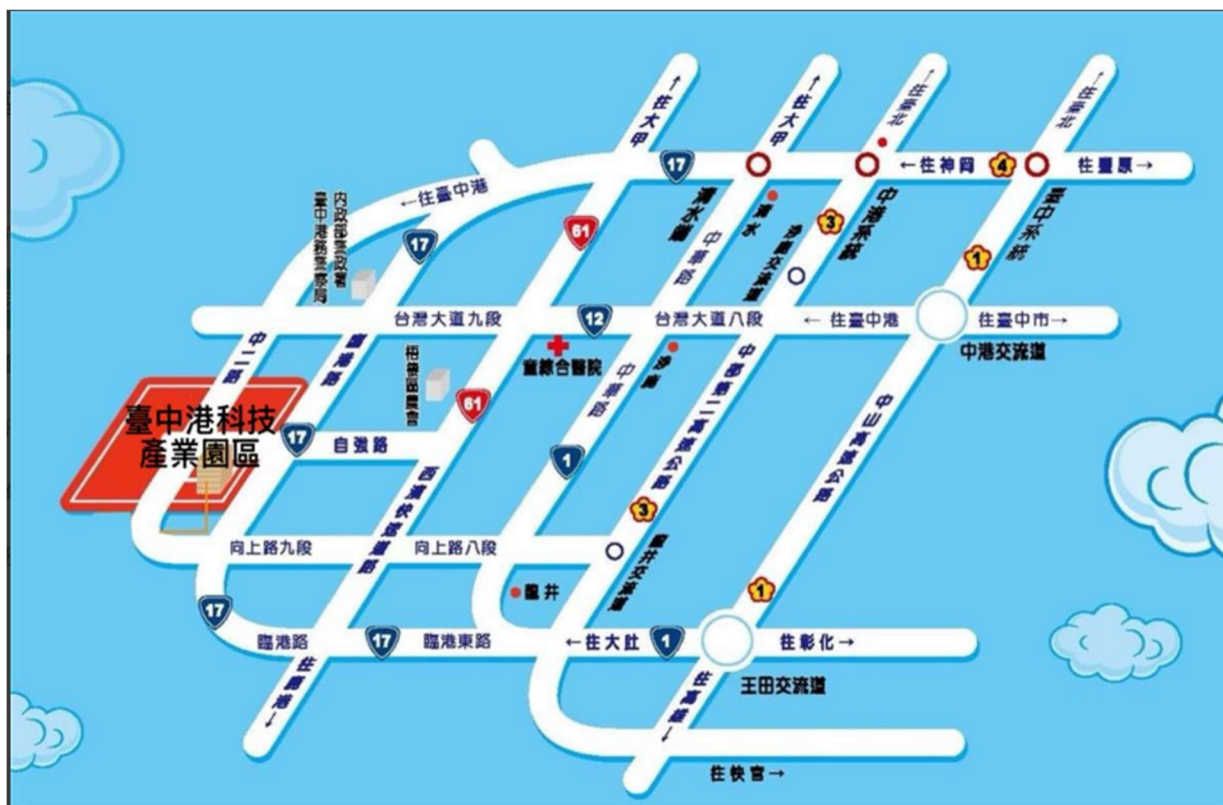 往大甲→
往大甲→
←往臺北
←往臺北
17
←往神岡
4
往豐原→
←往臺中港
內政部警政署
臺中港務警察局
17
61
清水端
清水
中華路
沙鹿交流道
3
中港系統
1
臺中系統
台灣大道九段
12
台灣大道八段
←往臺中港
往臺中市→
中港交流道
中二路
臨港路
梧棲區農會
童綜合醫院
沙鹿
中華路
中部第二高速公路
中山高速公路
61
臺中港科技
產業園區
17
自強路
1
西濱快速道路
3
向上路九段
向上路八段
龍井交流道
龍井
1
17
臨港路
17
臨港東路
←往大肚
1
往彰化→
王田交流道
往麗港→
往高雄→
往快官→